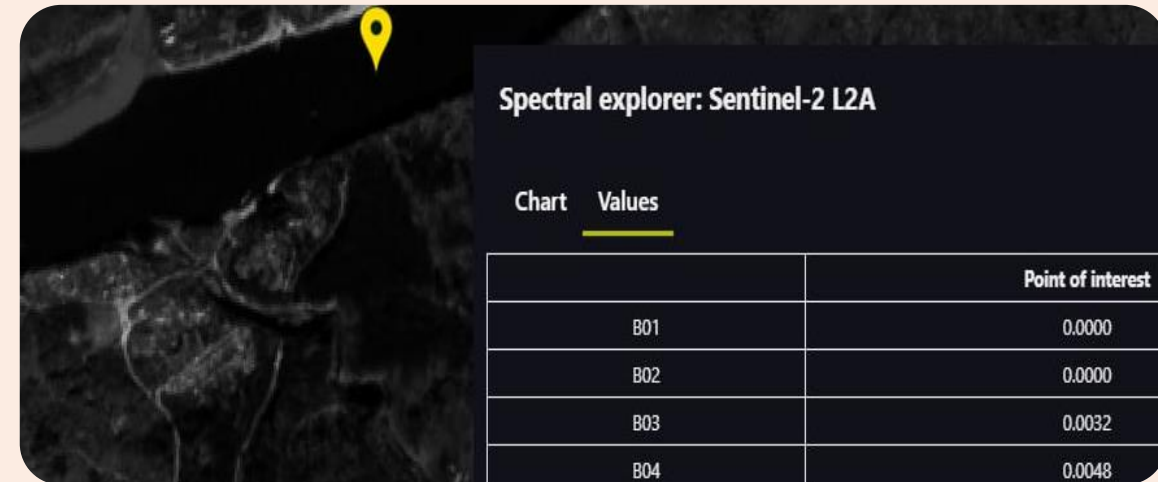 Spectral explorer: Sentinel-2 L2A
Chart Values
Point of interest
B01 0.0000
B02 0.0000
B03 0.0032
B04 0.0048